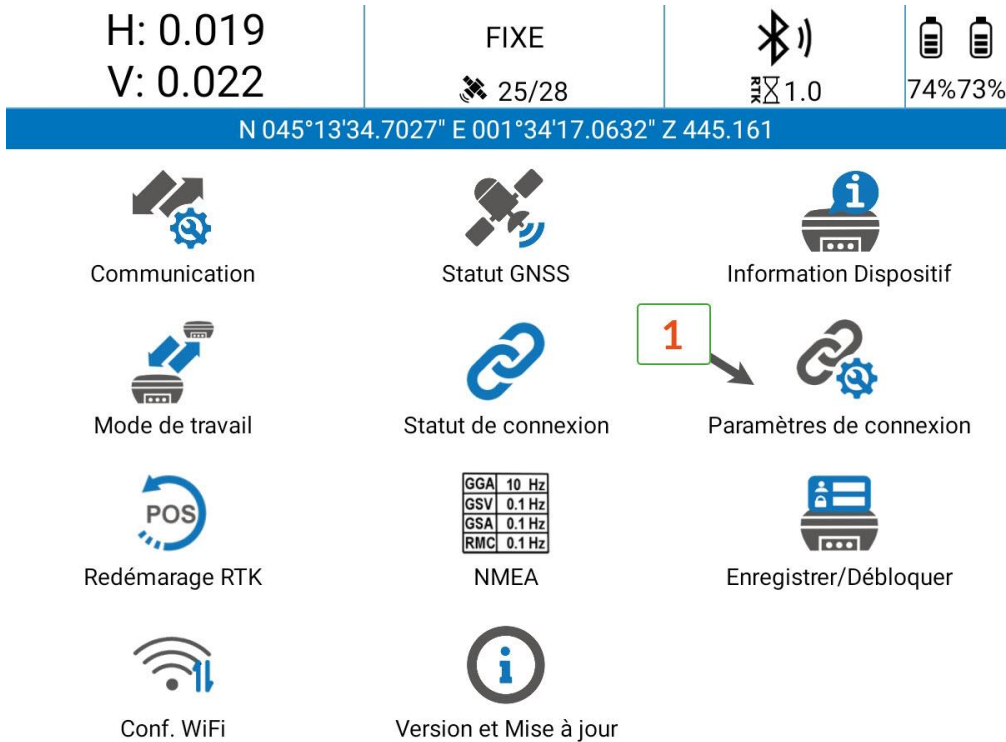 H: 0.019
V: 0.022
FIXE
25/28
RTK 1.0
74%73%
N 045°13'34.7027" E 001°34'17.0632" Z 445.161
Communication
Statut GNSS
Information Dispositif
1
Mode de travail
Statut de connexion
Paramètres de connexion
POS
GGA 10 Hz
GSV 0.1 Hz
GSA 0.1 Hz
RMC 0.1 Hz
Redémarage RTK
NMEA
Enregistrer/Débloquer
Conf. WiFi
Version et Mise à jour